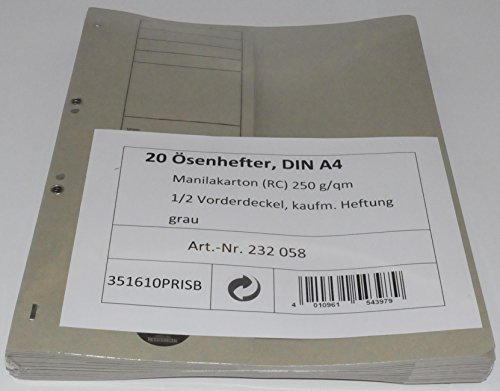 20 Ösenhefter, DIN A4
Manilakarton (RC) 250 g/qm
1/2 Vorderdeckel, kaufm. Heftung
grau
Art.-Nr. 232 058
351610PRISB
4 010961 543979